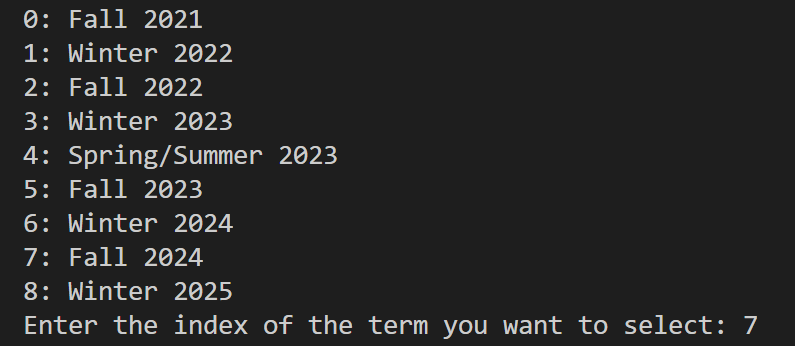 0: Fall 2021
1: Winter 2022
2: Fall 2022
3: Winter 2023
4: Spring/Summer 2023
5: Fall 2023
6: Winter 2024
7: Fall 2024
8: Winter 2025
Enter the index of the term you want to select: 7